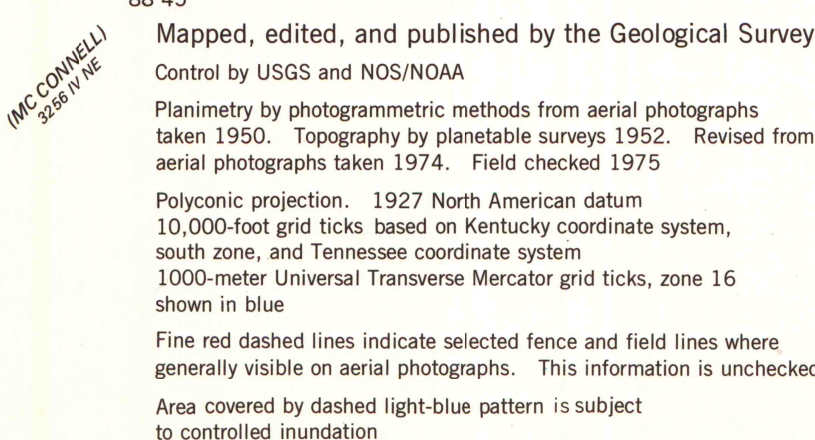 (MC CONNELL)
3256 IV NE
Mapped, edited, and published by the Geological Survey
Control by USGS and NOS/NOAA
Planimetry by photogrammetric methods from aerial photographs
taken 1950. Topography by planetable surveys 1952. Revised from
aerial photographs taken 1974. Field checked 1975
Polyconic projection. 1927 North American datum
10,000-foot grid ticks based on Kentucky coordinate system,
south zone, and Tennessee coordinate system
1000-meter Universal Transverse Mercator grid ticks, zone 16
shown in blue
Fine red dashed lines indicate selected fence and field lines where
generally visible on aerial photographs. This information is unchecked
Area covered by dashed light-blue pattern is subject
to controlled inundation